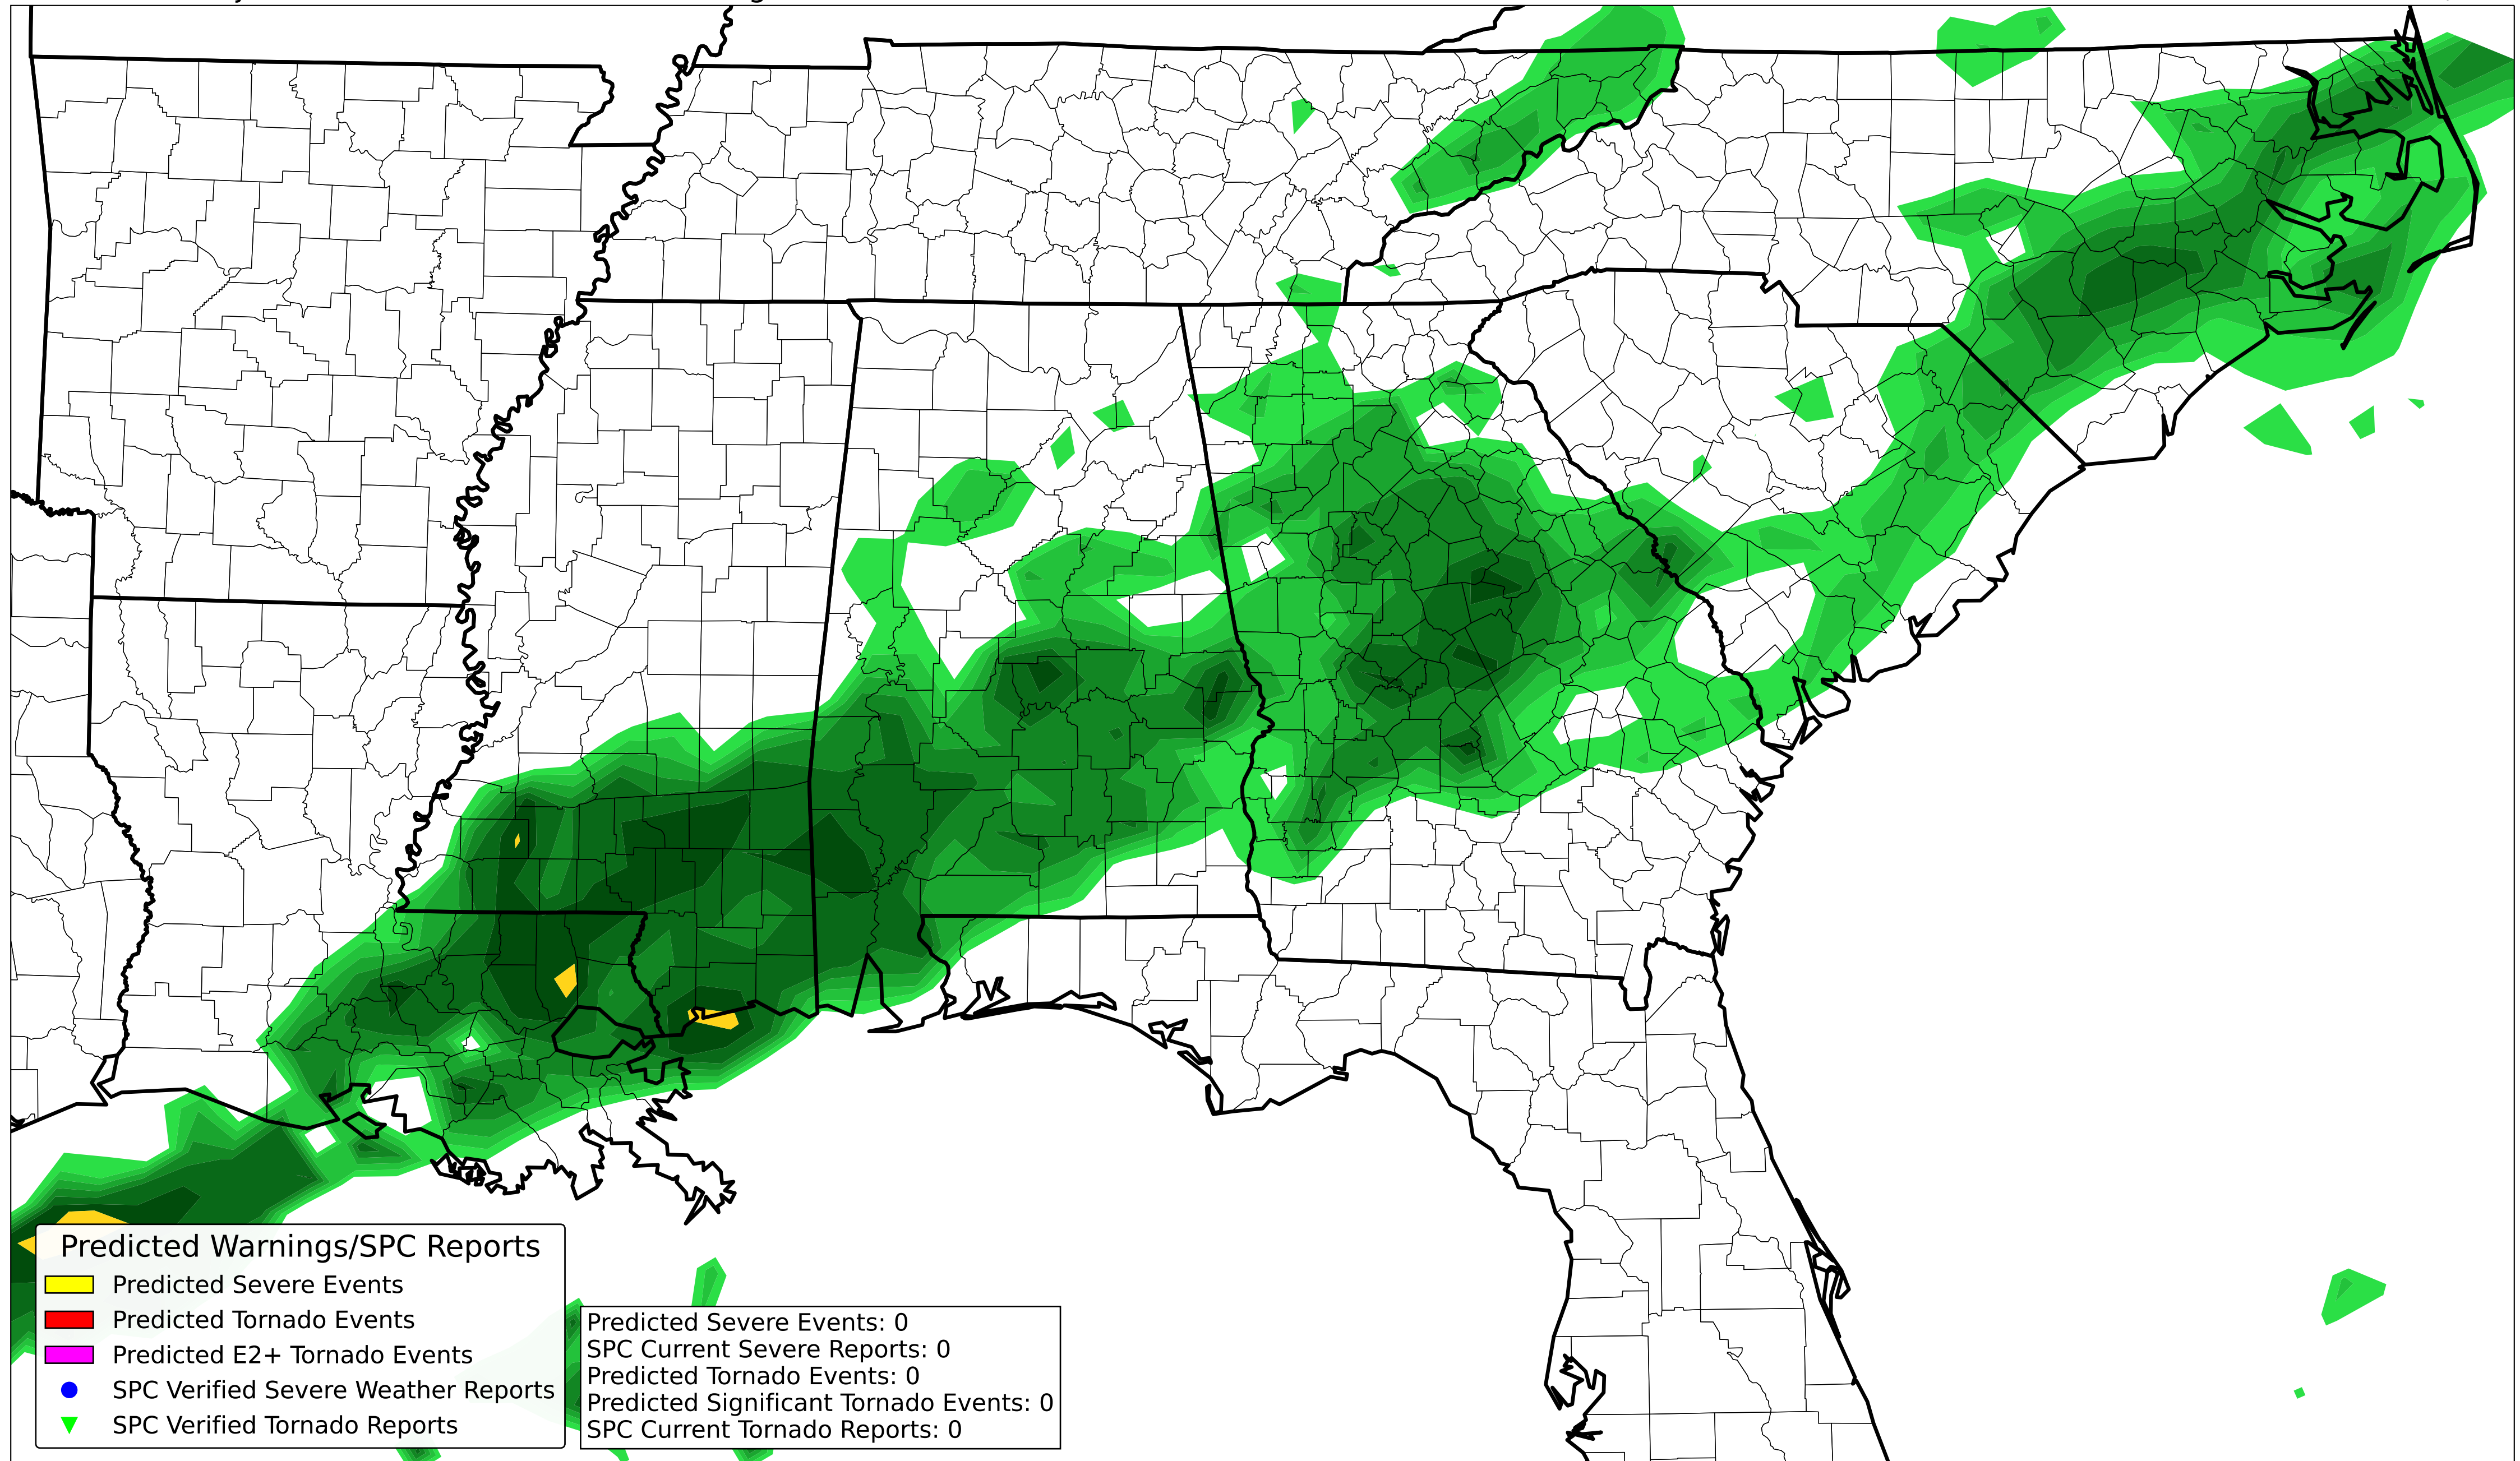 Predicted Warnings/SPC Reports
Predicted Severe Events
Predicted Tornado Events
Predicted E2+ Tornado Events
SPC Verified Severe Weather Reports
SPC Verified Tornado Reports
Predicted Severe Events: 0
SPC Current Severe Reports: 0
Predicted Tornado Events: 0
Predicted Significant Tornado Events: 0
SPC Current Tornado Reports: 0